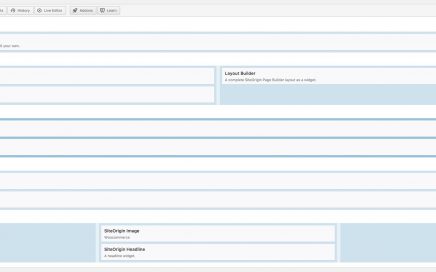 History Live Editor Addons Learn
your own.
Layout Builder
A complete SiteOrigin Page Builder layout as a widget.
SiteOrigin Image
Woocommerce
SiteOrigin Headline
A headline widget.